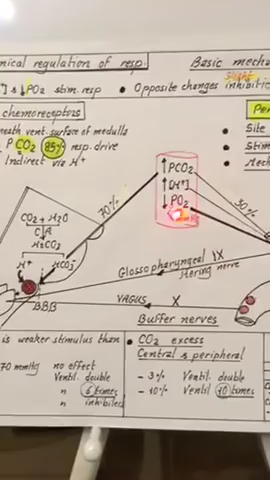 mical regulation of resp.
Basic mecha
+] & ↓PO2 stim. resp
• Opposite changes inhibition
chemoreceptors
neath vent. surface of medulla
PCO2 85% resp. drive
Indirect via H+
Per
• Site
• Stim
• Mech
↑ PCO2
↑ [H+]
↓ PO2
70%
30%
CO2 + H2O
C|A
H2CO3
H+ HCO3-
BBB
Glossopharyngeal IX
Hering nerve
VAGUS X
Buffer nerves
is weaker stimulus than
70 mmHg no effect
Ventil. double
n 6 times
n inhibited
• CO2 excess
Central & peripheral
- 3% Ventil. double
- 10% Ventil 10 times